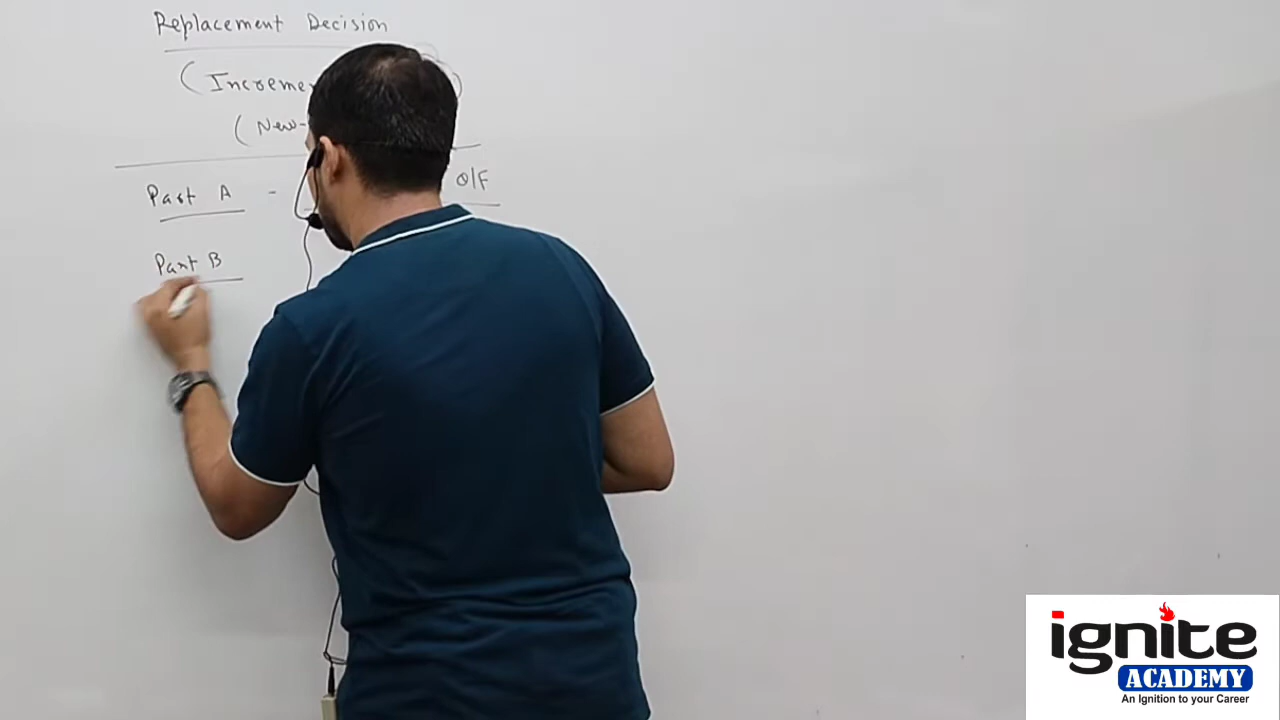 Replacement Decision
(Increme )
(New-
Part A - O/F
Part B
ignite
ACADEMY
An Ignition to your Career